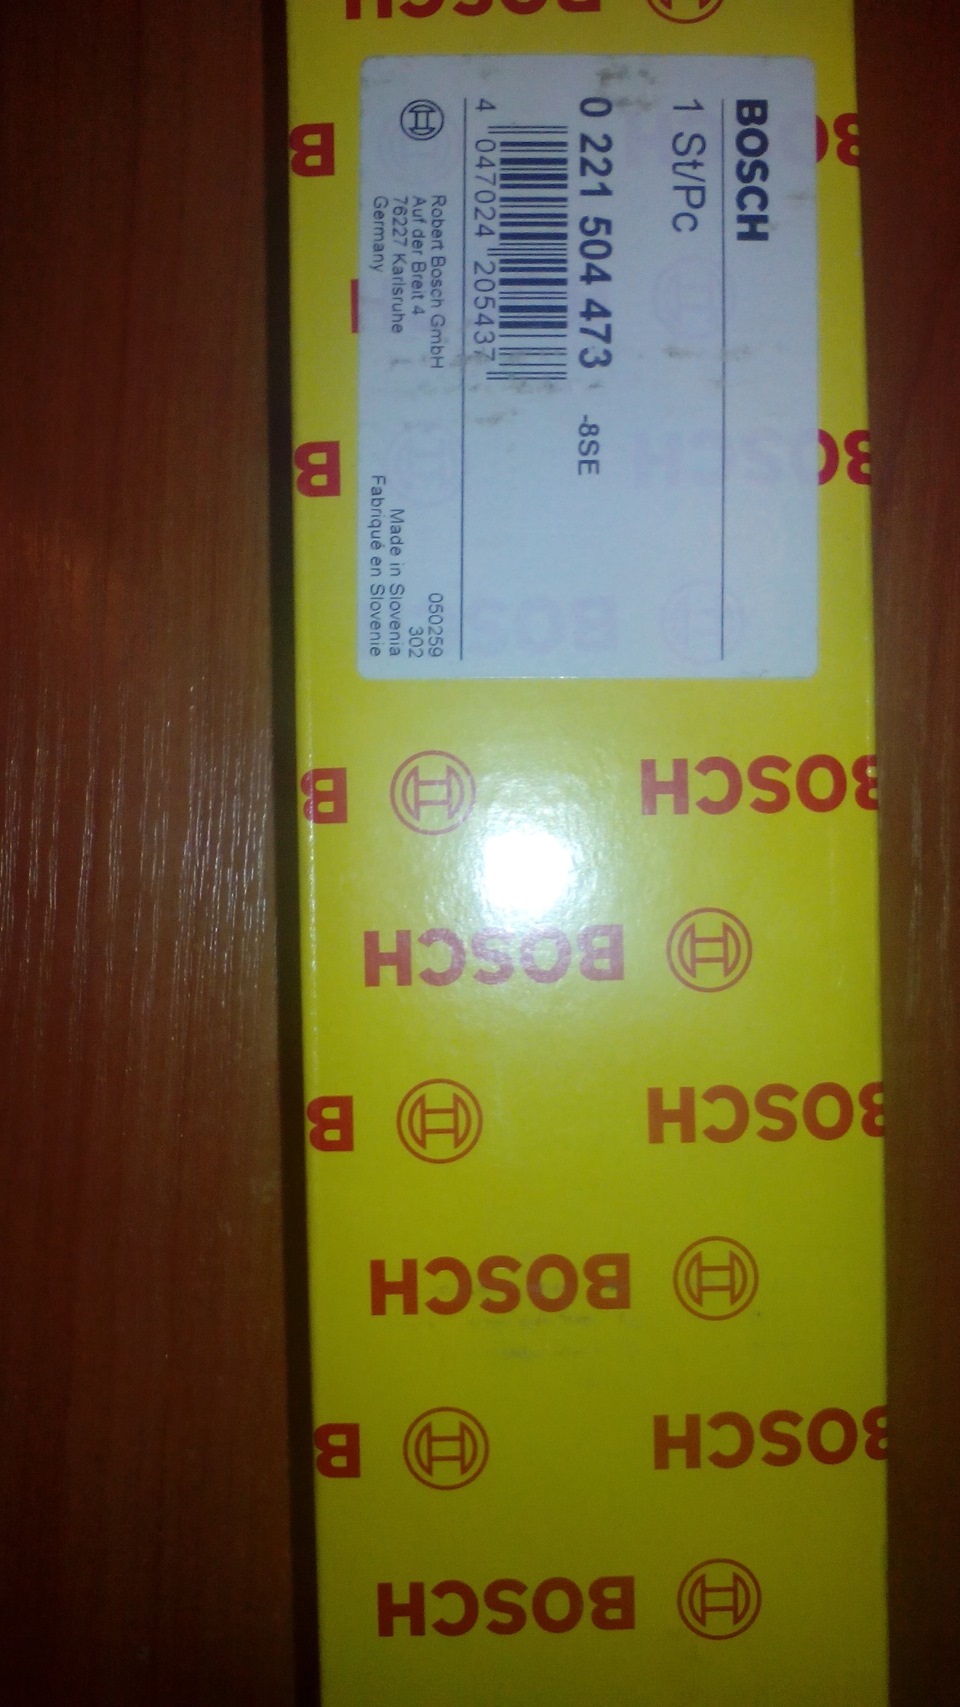 BOSCH
1 St/Pc
0 221 504 473 -8SE
4 047024 205437
Robert Bosch GmbH
Auf der Breit 4
76227 Karlsruhe
Germany
050259
302
Made in Slovenia
Fabriqué en Slovenie
BOSCH
BOSCH
BOSCH
BOSCH
BOSCH
BOSCH